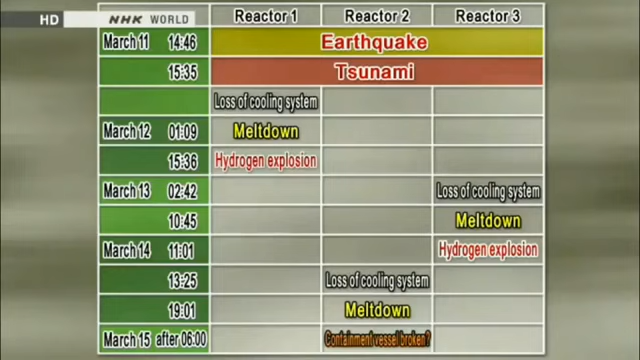 HD NHK WORLD
Reactor 1 Reactor 2 Reactor 3
March 11 14:46 Earthquake
15:35 Tsunami
Loss of cooling system
March 12 01:09 Meltdown
15:36 Hydrogen explosion
March 13 02:42 Loss of cooling system
10:45 Meltdown
March 14 11:01 Hydrogen explosion
13:25 Loss of cooling system
19:01 Meltdown
March 15 after 06:00 Containment vessel broken?